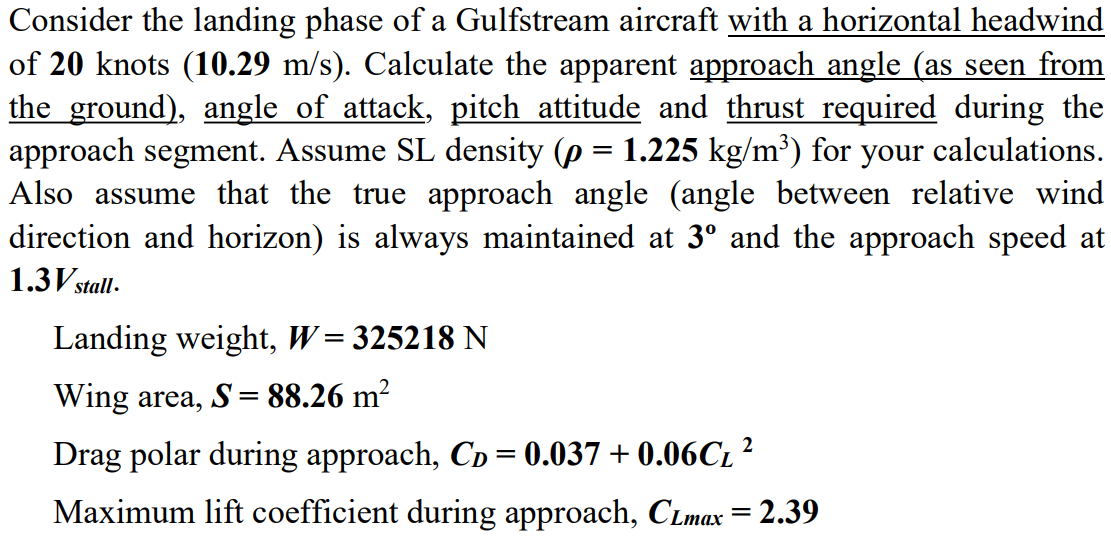 Consider the landing phase of a Gulfstream aircraft with a horizontal headwind
of 20 knots (10.29 m/s). Calculate the apparent approach angle (as seen from
the ground), angle of attack, pitch attitude and thrust required during the
approach segment. Assume SL density (ρ = 1.225 kg/m³) for your calculations.
Also assume that the true approach angle (angle between relative wind
direction and horizon) is always maintained at 3º and the approach speed at
1.3Vstall.
Landing weight, W = 325218 N
Wing area, S = 88.26 m²
Drag polar during approach, CD = 0.037 + 0.06CL ²
Maximum lift coefficient during approach, CLmax = 2.39